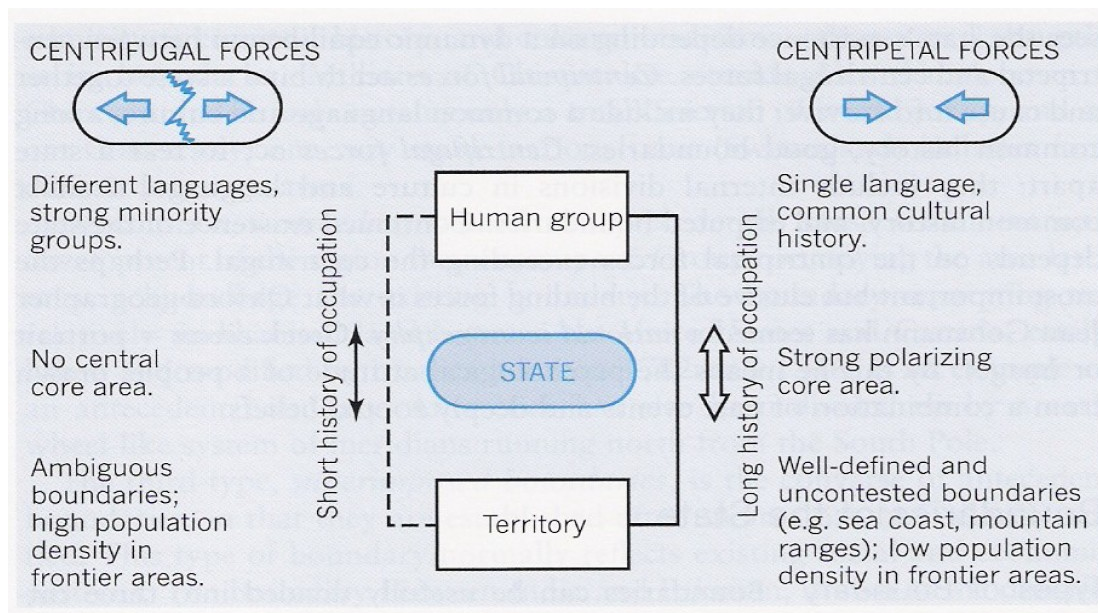 CENTRIFUGAL FORCES
CENTRIPETAL FORCES
Different languages,
strong minority
groups.
No central
core area.
Ambiguous
boundaries;
high population
density in
frontier areas.
Short history of occupation
Human group
STATE
Territory
Long history of occupation
Single language,
common cultural
history.
Strong polarizing
core area.
Well-defined and
uncontested boundaries
(e.g. sea coast, mountain
ranges); low population
density in frontier areas.